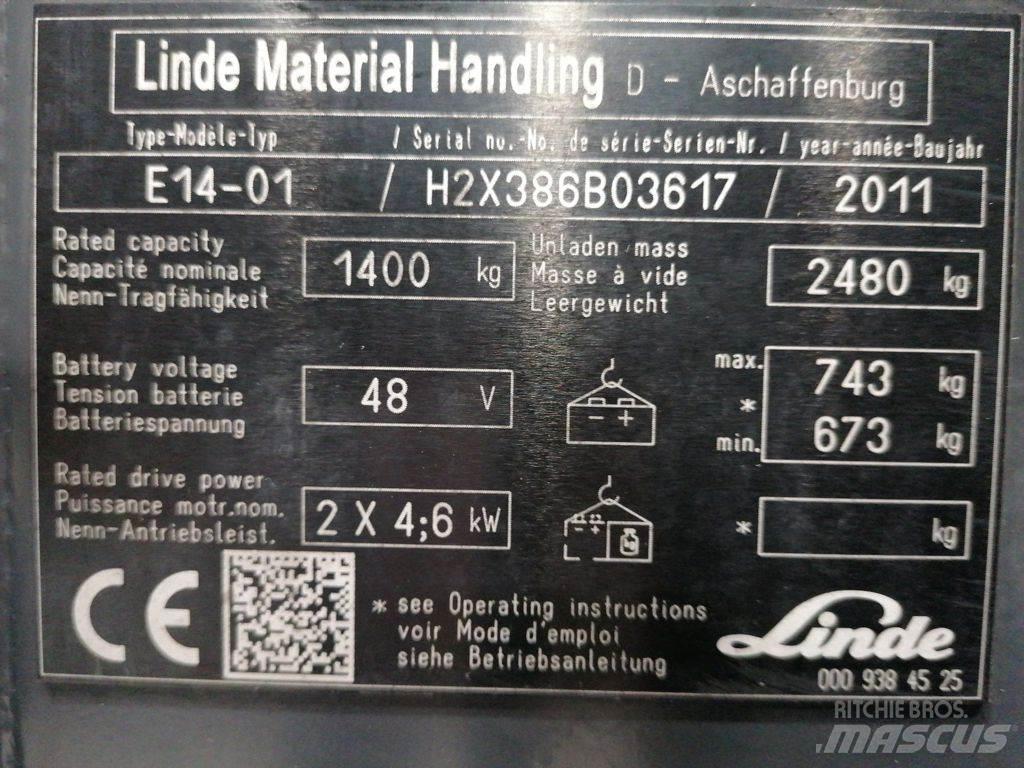 Linde Material Handling D - Aschaffenburg
Type-Modèle-Typ / Serial no.-No. de série-Serien-Nr. / year-année-Baujahr
E14-01 / H2X386B03617 / 2011
Rated capacity
Capacité nominale
Nenn-Tragfähigkeit
1400 kg
Unladen mass
Masse à vide
Leergewicht
2480 kg
Battery voltage
Tension batterie
Batteriespannung
48 V
- +
max. 743 kg
*
min. 673 kg
Rated drive power
Puissance motr.nom.
Nenn-Antriebsleist.
2 X 4;6 kW
- +
kg
* kg
CE
* see Operating instructions
voir Mode d'emploi
siehe Betriebsanleitung
Linde
000 938 45 25
RITCHIE BROS.
MASCUS